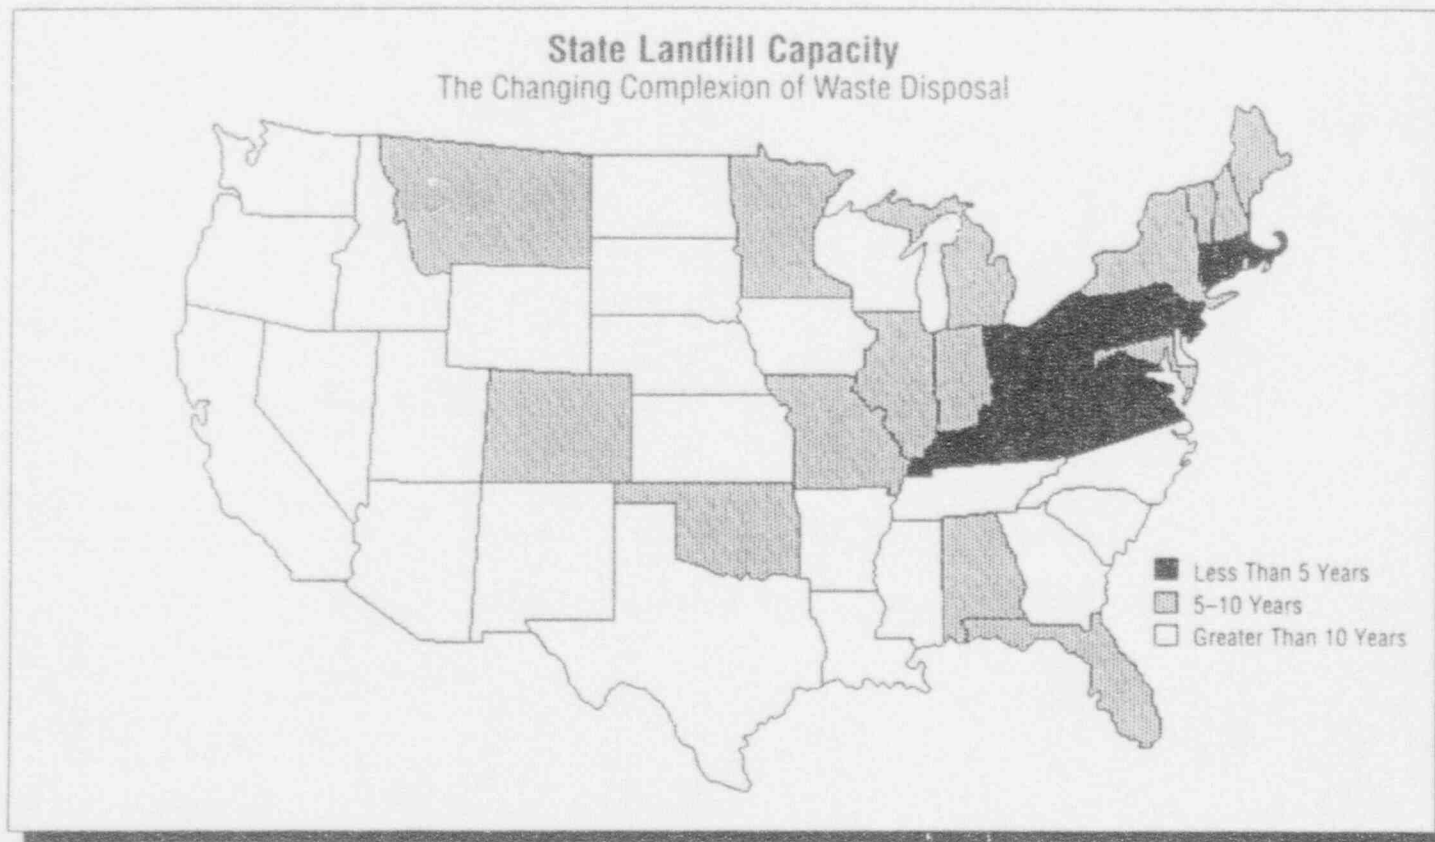 State Landfill Capacity
The Changing Complexion of Waste Disposal
Less Than 5 Years
5–10 Years
Greater Than 10 Years